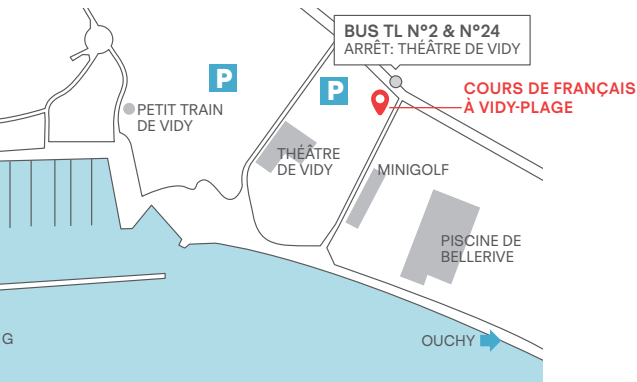 BUS TL N°2 & N°24
ARRÊT: THÉÂTRE DE VIDY
P
P
COURS DE FRANÇAIS
À VIDY-PLAGE
PETIT TRAIN
DE VIDY
THÉÂTRE
DE VIDY
MINIGOLF
PISCINE DE
BELLERIVE
G
OUCHY